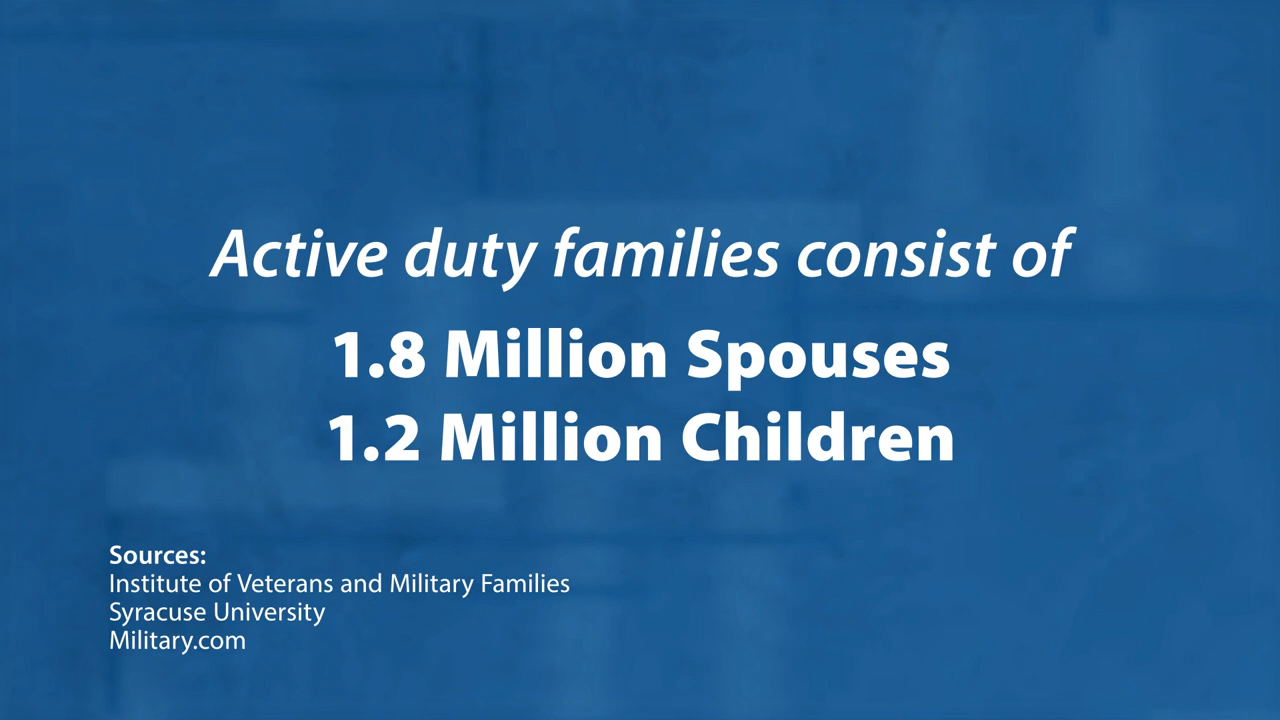 Active duty families consist of
1.8 Million Spouses
1.2 Million Children
Sources:
Institute of Veterans and Military Families
Syracuse University
Military.com